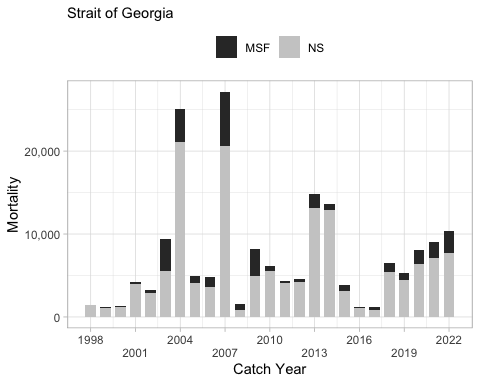 Strait of Georgia
MSF NS
Mortality
20,000
10,000
0
1998 2004 2010 2016 2022
2001 2007 2013 2019
Catch Year